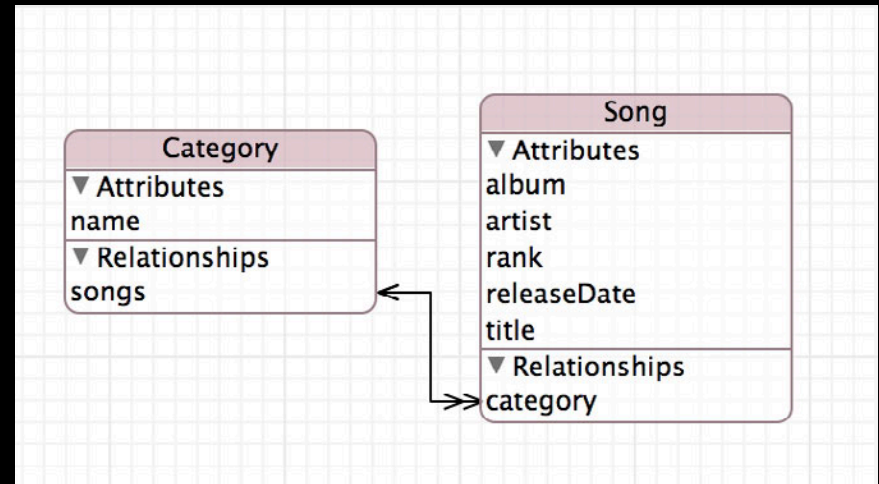 Category
▼ Attributes
name
▼ Relationships
songs
Song
▼ Attributes
album
artist
rank
releaseDate
title
▼ Relationships
category